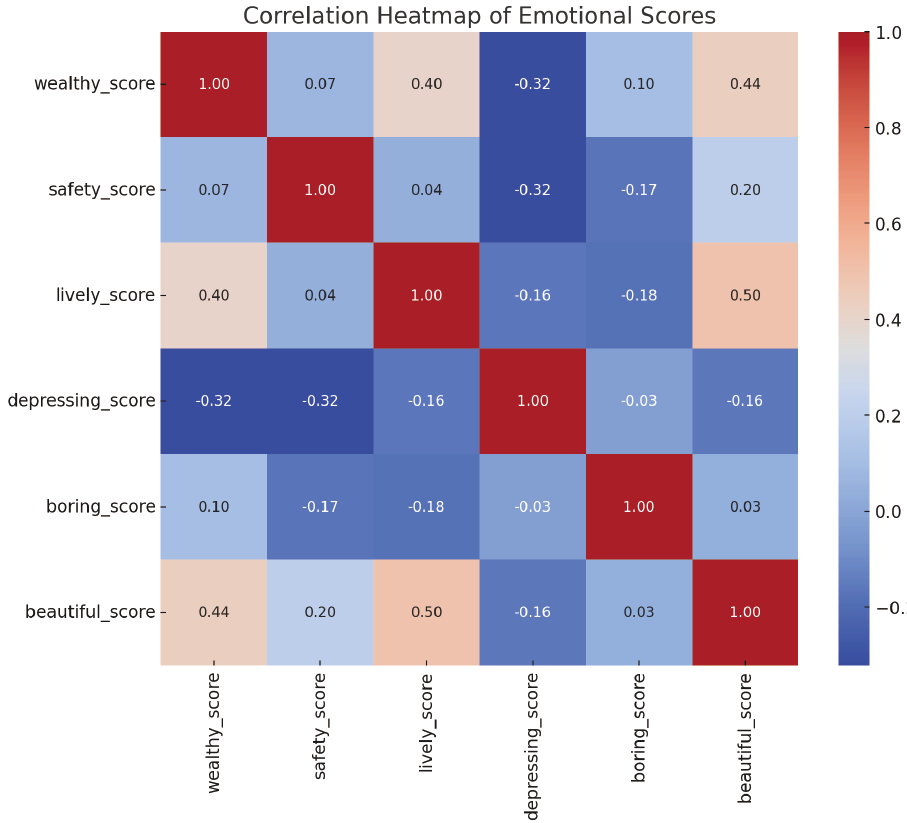 Correlation Heatmap of Emotional Scores
wealthy_score 1.00 0.07 0.40 -0.32 0.10 0.44
safety_score 0.07 1.00 0.04 -0.32 -0.17 0.20
lively_score 0.40 0.04 1.00 -0.16 -0.18 0.50
depressing_score -0.32 -0.32 -0.16 1.00 -0.03 -0.16
boring_score 0.10 -0.17 -0.18 -0.03 1.00 0.03
beautiful_score 0.44 0.20 0.50 -0.16 0.03 1.00
wealthy_score
safety_score
lively_score
depressing_score
boring_score
beautiful_score
1.0
0.8
0.6
0.4
0.2
0.0